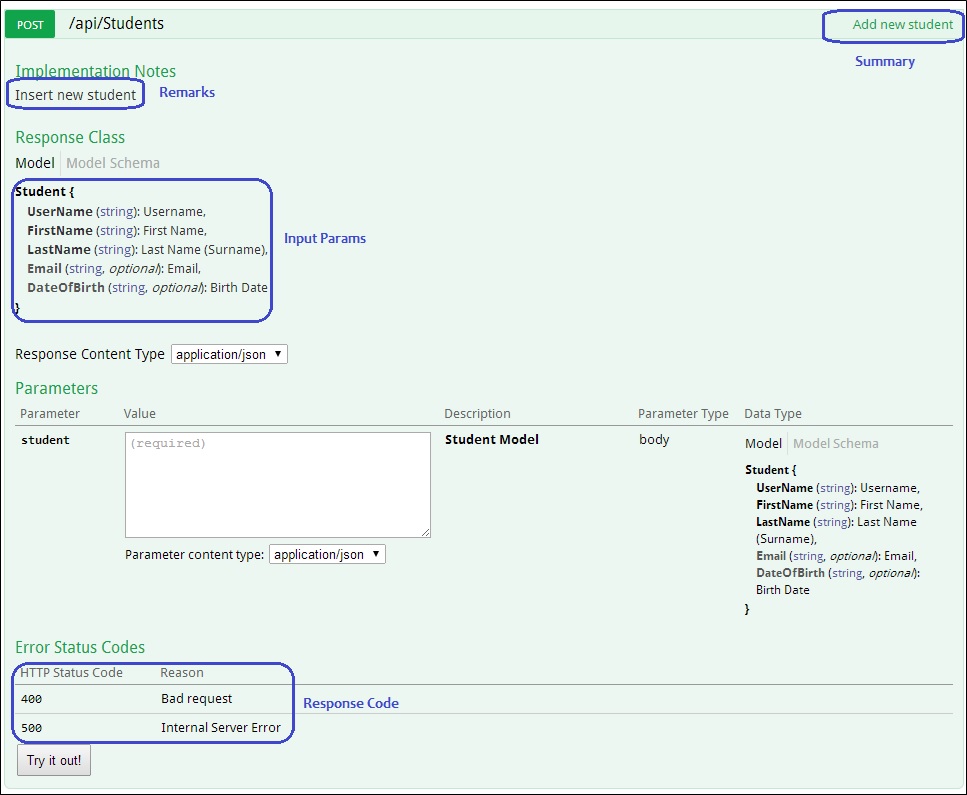 POST /api/Students Add new student
Summary
Implementation Notes
Insert new student Remarks
Response Class
Model Model Schema
Student {
UserName (string): Username,
FirstName (string): First Name,
LastName (string): Last Name (Surname),
Email (string, optional): Email,
DateOfBirth (string, optional): Birth Date
}
Input Params
Response Content Type application/json
Parameters
Parameter Value Description Parameter Type Data Type
student (required) Student Model body Model Model Schema
Student {
UserName (string): Username,
FirstName (string): First Name,
LastName (string): Last Name
(Surname),
Email (string, optional): Email,
DateOfBirth (string, optional):
Birth Date
}
Parameter content type: application/json
Error Status Codes
HTTP Status Code Reason
400 Bad request
500 Internal Server Error
Response Code
Try it out!